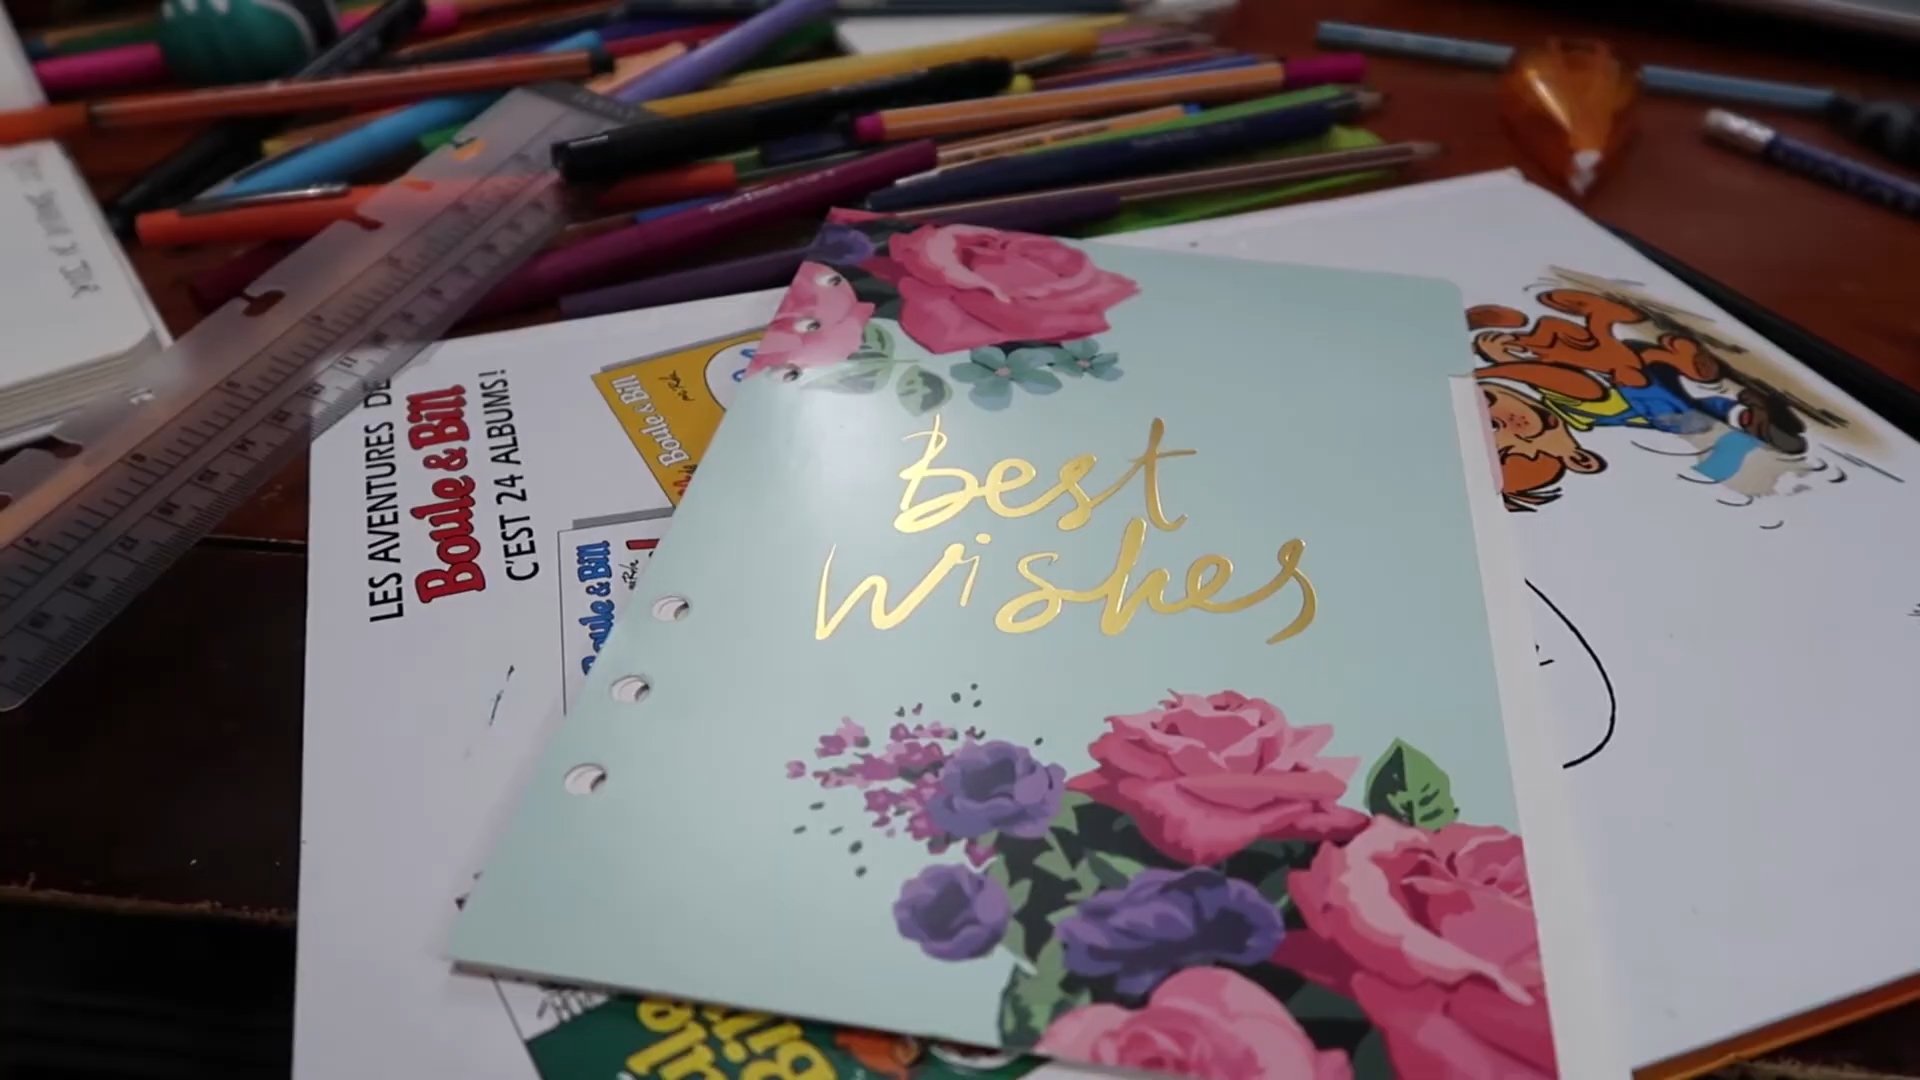 LES AVENTURES DE
Boule & Bill
C'EST 24 ALBUMS!
Boule & Bill
Boule & Bill
Best
wishes